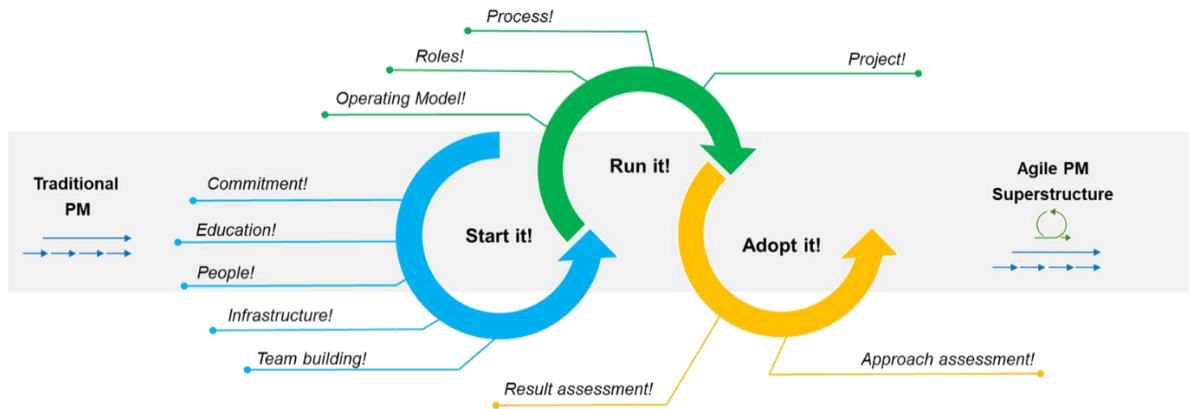 Process!
Roles!
Project!
Operating Model!
Traditional
PM
Commitment!
Education!
People!
Infrastructure!
Team building!
Start it!
Run it!
Adopt it!
Agile PM
Superstructure
Result assessment!
Approach assessment!